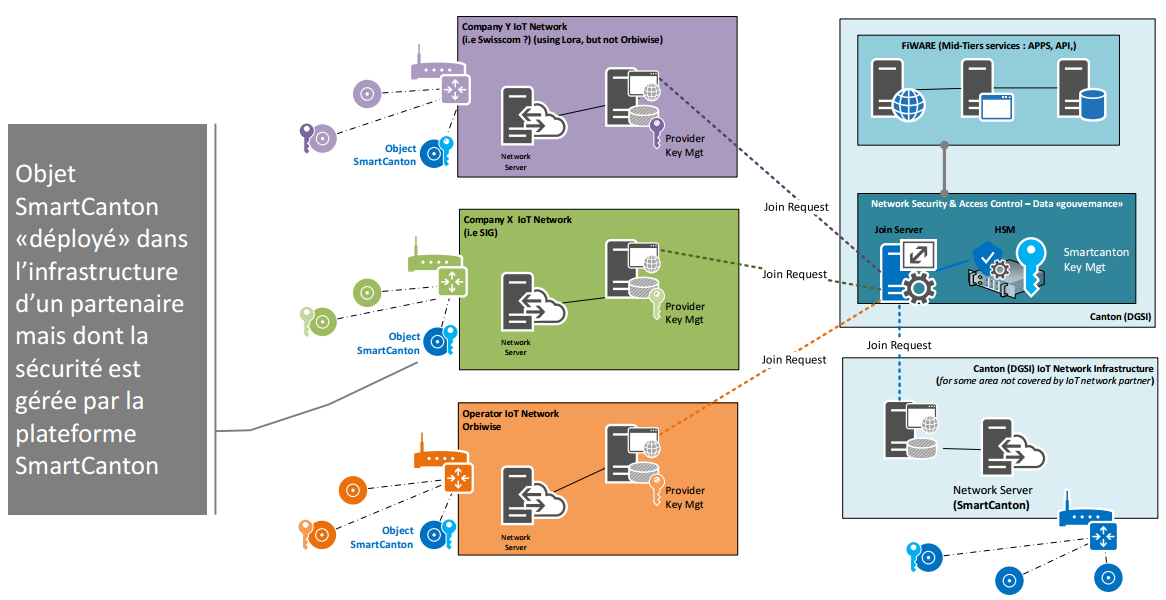 Objet
SmartCanton
«déployé» dans
l’infrastructure
d’un partenaire
mais dont la
sécurité est
gérée par la
plateforme
SmartCanton
Company Y IoT Network
(i.e Swisscom ?) (using Lora, but not Orbiwise)
Network
Server
Provider
Key Mgt
Object
SmartCanton
Company X IoT Network
(i.e SIG)
Network
Server
Provider
Key Mgt
Object
SmartCanton
Operator IoT Network
Orbiwise
Network
Server
Provider
Key Mgt
Object
SmartCanton
Join Request
Join Request
Join Request
Join Request
FiWARE (Mid-Tiers services : APPS, API,)
Network Security & Access Control – Data «gouvernance»
Join Server
HSM
Smartcanton
Key Mgt
Canton (DGSI)
Canton (DGSI) IoT Network Infrastructure
(for some area not covered by IoT network partner)
Network Server
(SmartCanton)